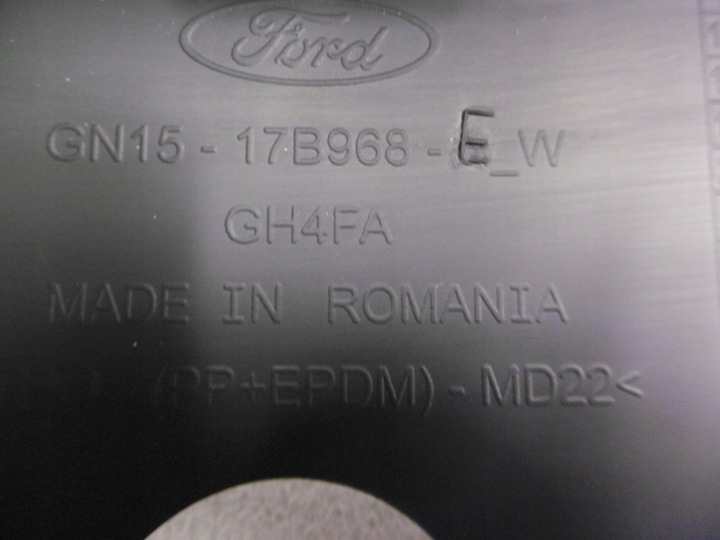 Ford
GN15 - 17B968 - E_W
GH4FA
MADE IN ROMANIA
(PP+EPDM) - MD22<